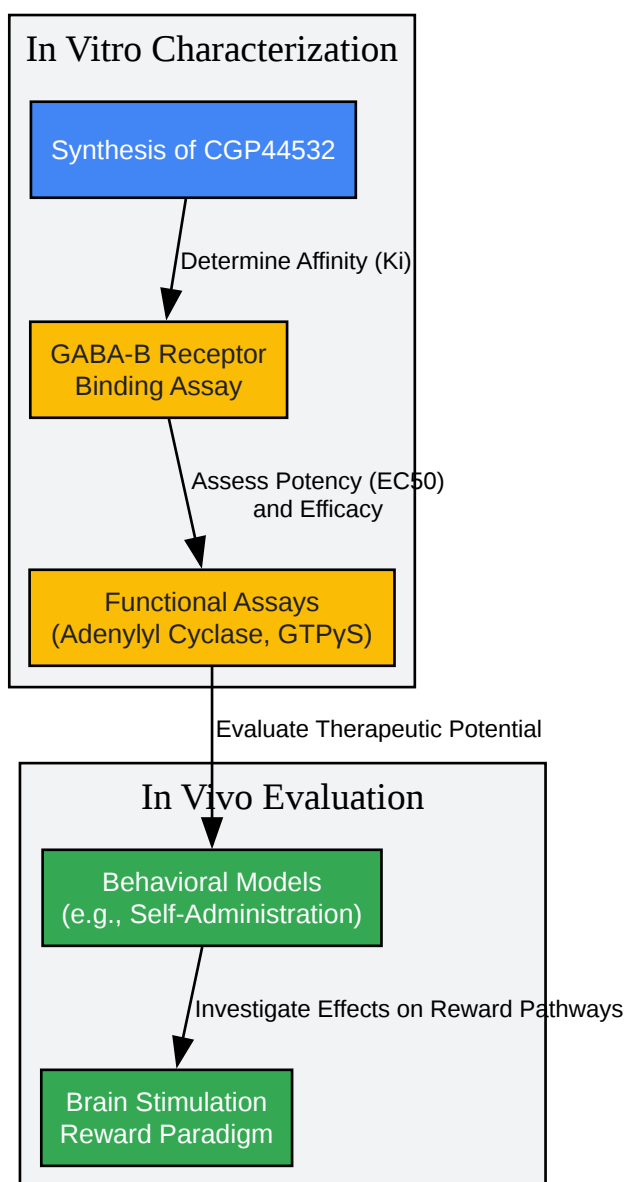 In Vitro Characterization
Synthesis of CGP44532
Determine Affinity (Ki)
GABA-B Receptor
Binding Assay
Assess Potency (EC50)
and Efficacy
Functional Assays
(Adenylyl Cyclase, GTPγS)
Evaluate Therapeutic Potential
In Vivo Evaluation
Behavioral Models
(e.g., Self-Administration)
Investigate Effects on Reward Pathways
Brain Stimulation
Reward Paradigm